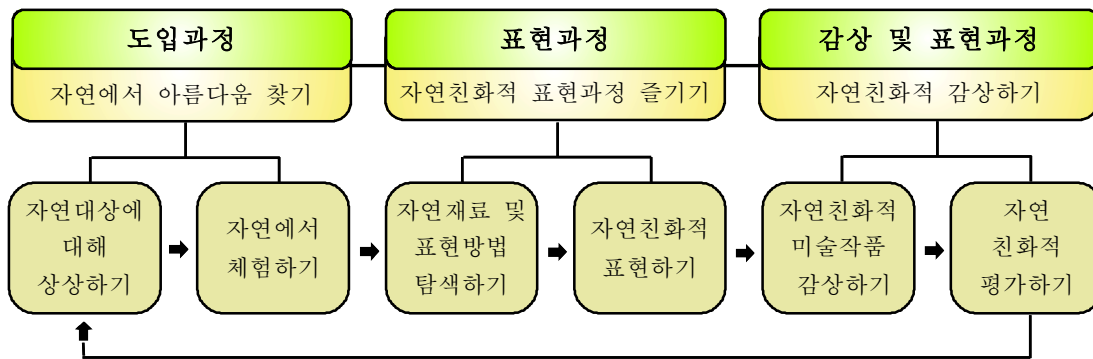 도입과정
자연에서 아름다움 찾기
표현과정
자연친화적 표현과정 즐기기
감상 및 표현과정
자연친화적 감상하기
자연대상에
대해
상상하기
자연에서
체험하기
자연재료 및
표현방법
탐색하기
자연친화적
표현하기
자연친화적
미술작품
감상하기
자연
친화적
평가하기